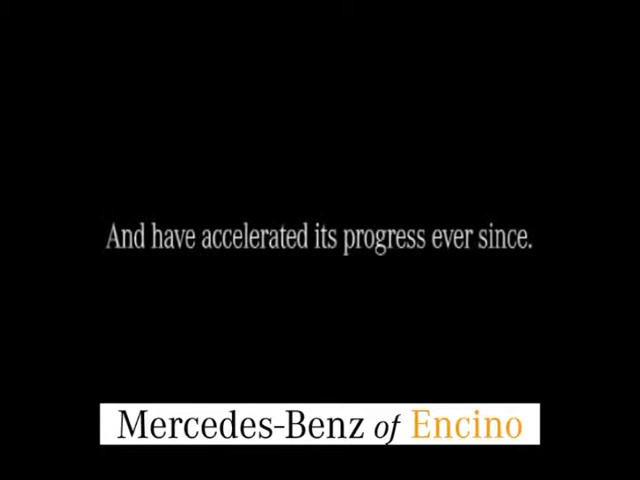 And have accelerated its progress ever since.
Mercedes-Benz of Encino